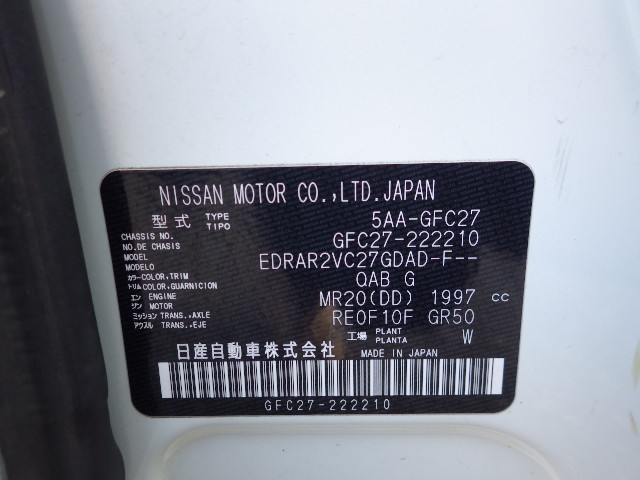 NISSAN MOTOR CO.,LTD.JAPAN
型式 TYPE TIPO 5AA-GFC27
CHASSIS NO. NO.DE CHASIS GFC27-222210
MODEL MODELO EDRAR2VC27GDAD-F--
カラー COLOR,TRIM トリム COLOR,GUARNICION QAB G
エン ENGINE ジン MOTOR MR20(DD) 1997 cc
ミッション TRANS.,AXLE アクスル TRANS.,EJE RE0F10F GR50
工場 PLANT PLANTA W
日産自動車株式会社 MADE IN JAPAN
GFC27-222210